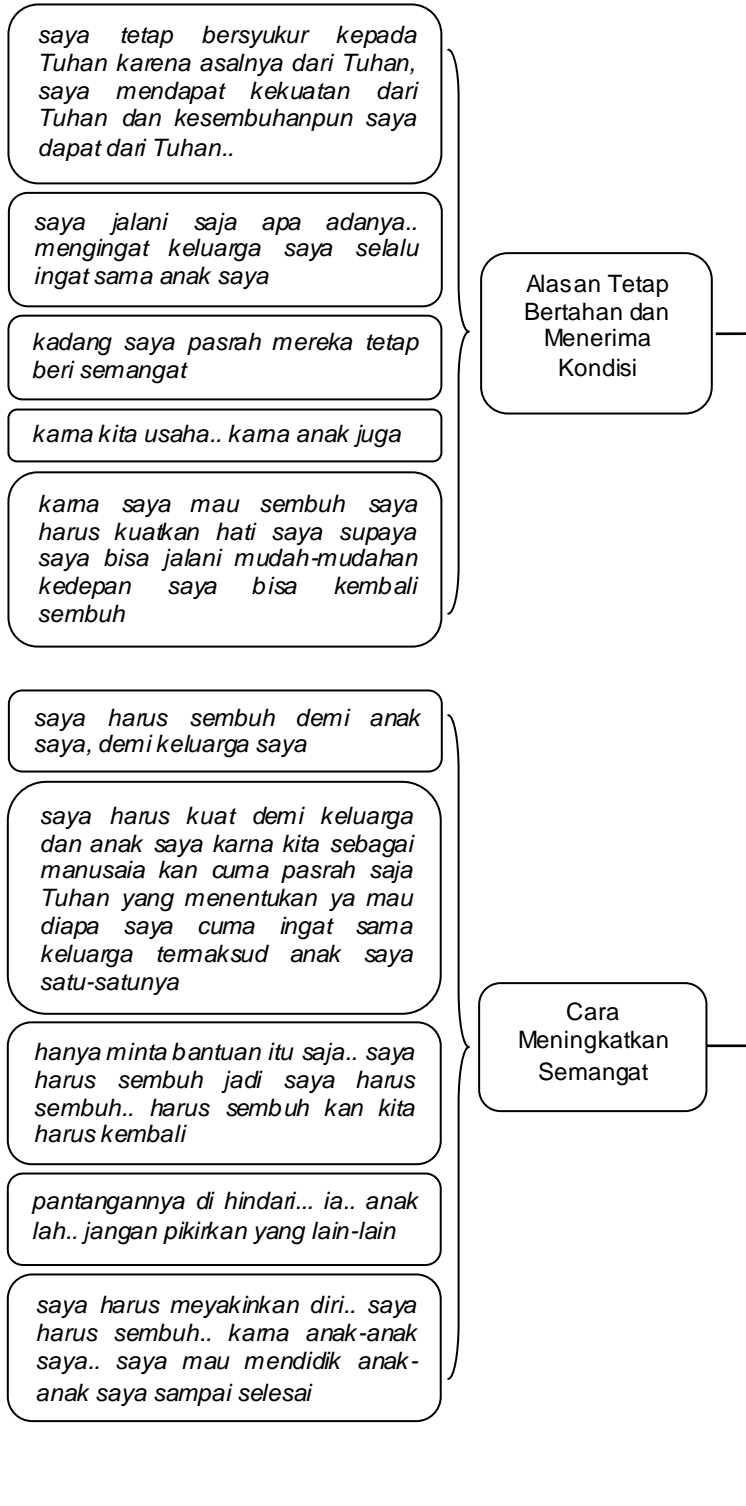 saya tetap bersyukur kepada
Tuhan karena asalnya dari Tuhan,
saya mendapat kekuatan dari
Tuhan dan kesembuhanpun saya
dapat dari Tuhan..
saya jalani saja apa adanya..
mengingat keluarga saya selalu
ingat sama anak saya
kadang saya pasrah mereka tetap
beri semangat
karna kita usaha.. karna anak juga
karna saya mau sembuh saya
harus kuatkan hati saya supaya
saya bisa jalani mudah-mudahan
kedepan saya bisa kembali
sembuh
Alasan Tetap
Bertahan dan
Menerima
Kondisi
saya harus sembuh demi anak
saya, demi keluarga saya
saya harus kuat demi keluarga
dan anak saya karna kita sebagai
manusaia kan cuma pasrah saja
Tuhan yang menentukan ya mau
diapa saya cuma ingat sama
keluarga termaksud anak saya
satu-satunya
hanya minta bantuan itu saja.. saya
harus sembuh jadi saya harus
sembuh.. harus sembuh kan kita
harus kembali
pantangannya di hindari... ia.. anak
lah.. jangan pikirkan yang lain-lain
saya harus meyakinkan diri.. saya
harus sembuh.. karna anak-anak
saya.. saya mau mendidik anak-
anak saya sampai selesai
Cara
Meningkatkan
Semangat